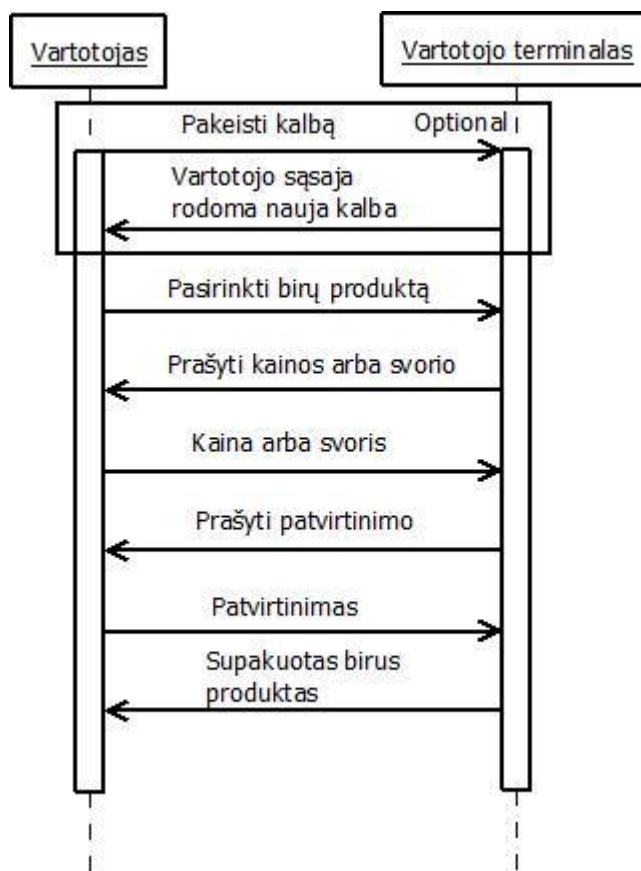 Vartotojas
Vartotojo terminalas
Pakeisti kalbą
Optional
Vartotojo sąsaja
rodoma nauja kalba
Pasirinkti birų produktą
Prašyti kainos arba svorio
Kaina arba svoris
Prašyti patvirtinimo
Patvirtinimas
Supakuotas birus
produktas